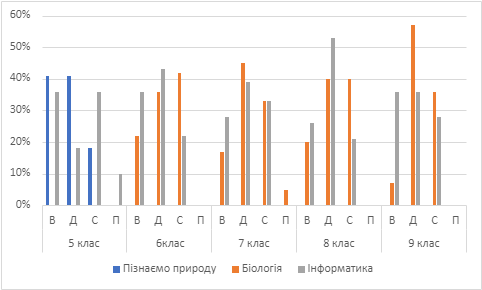 60%
50%
40%
30%
20%
10%
0%
В Д С П В Д С П В Д С П В Д С П В Д С П
5 клас 6клас 7 клас 8 клас 9 клас
Пізнаємо природу Біологія Інформатика